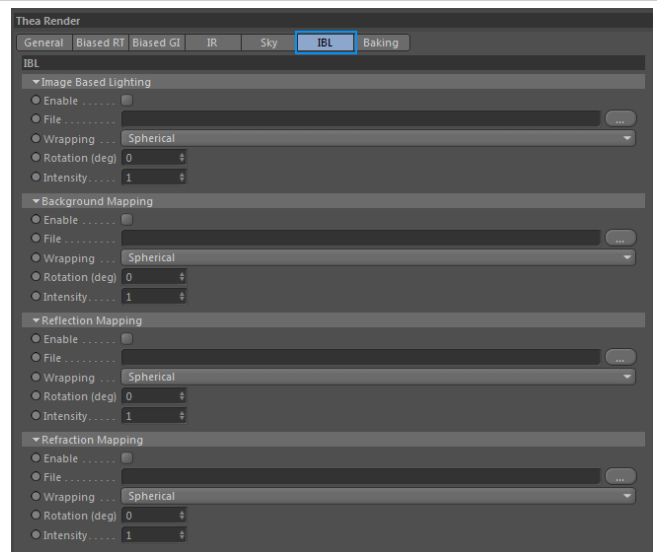 Thea Render
General Biased RT Biased GI IR Sky IBL Baking
IBL
Image Based Lighting
Enable . . . . . .
File . . . . . . . . .
...
Wrapping . . . Spherical
Rotation (deg) 0
Intensity . . . . . 1
Background Mapping
Enable . . . . . .
File . . . . . . . . .
...
Wrapping . . . Spherical
Rotation (deg) 0
Intensity . . . . . 1
Reflection Mapping
Enable . . . . . .
File . . . . . . . . .
...
Wrapping . . . Spherical
Rotation (deg) 0
Intensity . . . . . 1
Refraction Mapping
Enable . . . . . .
File . . . . . . . . .
...
Wrapping . . . Spherical
Rotation (deg) 0
Intensity . . . . . 1